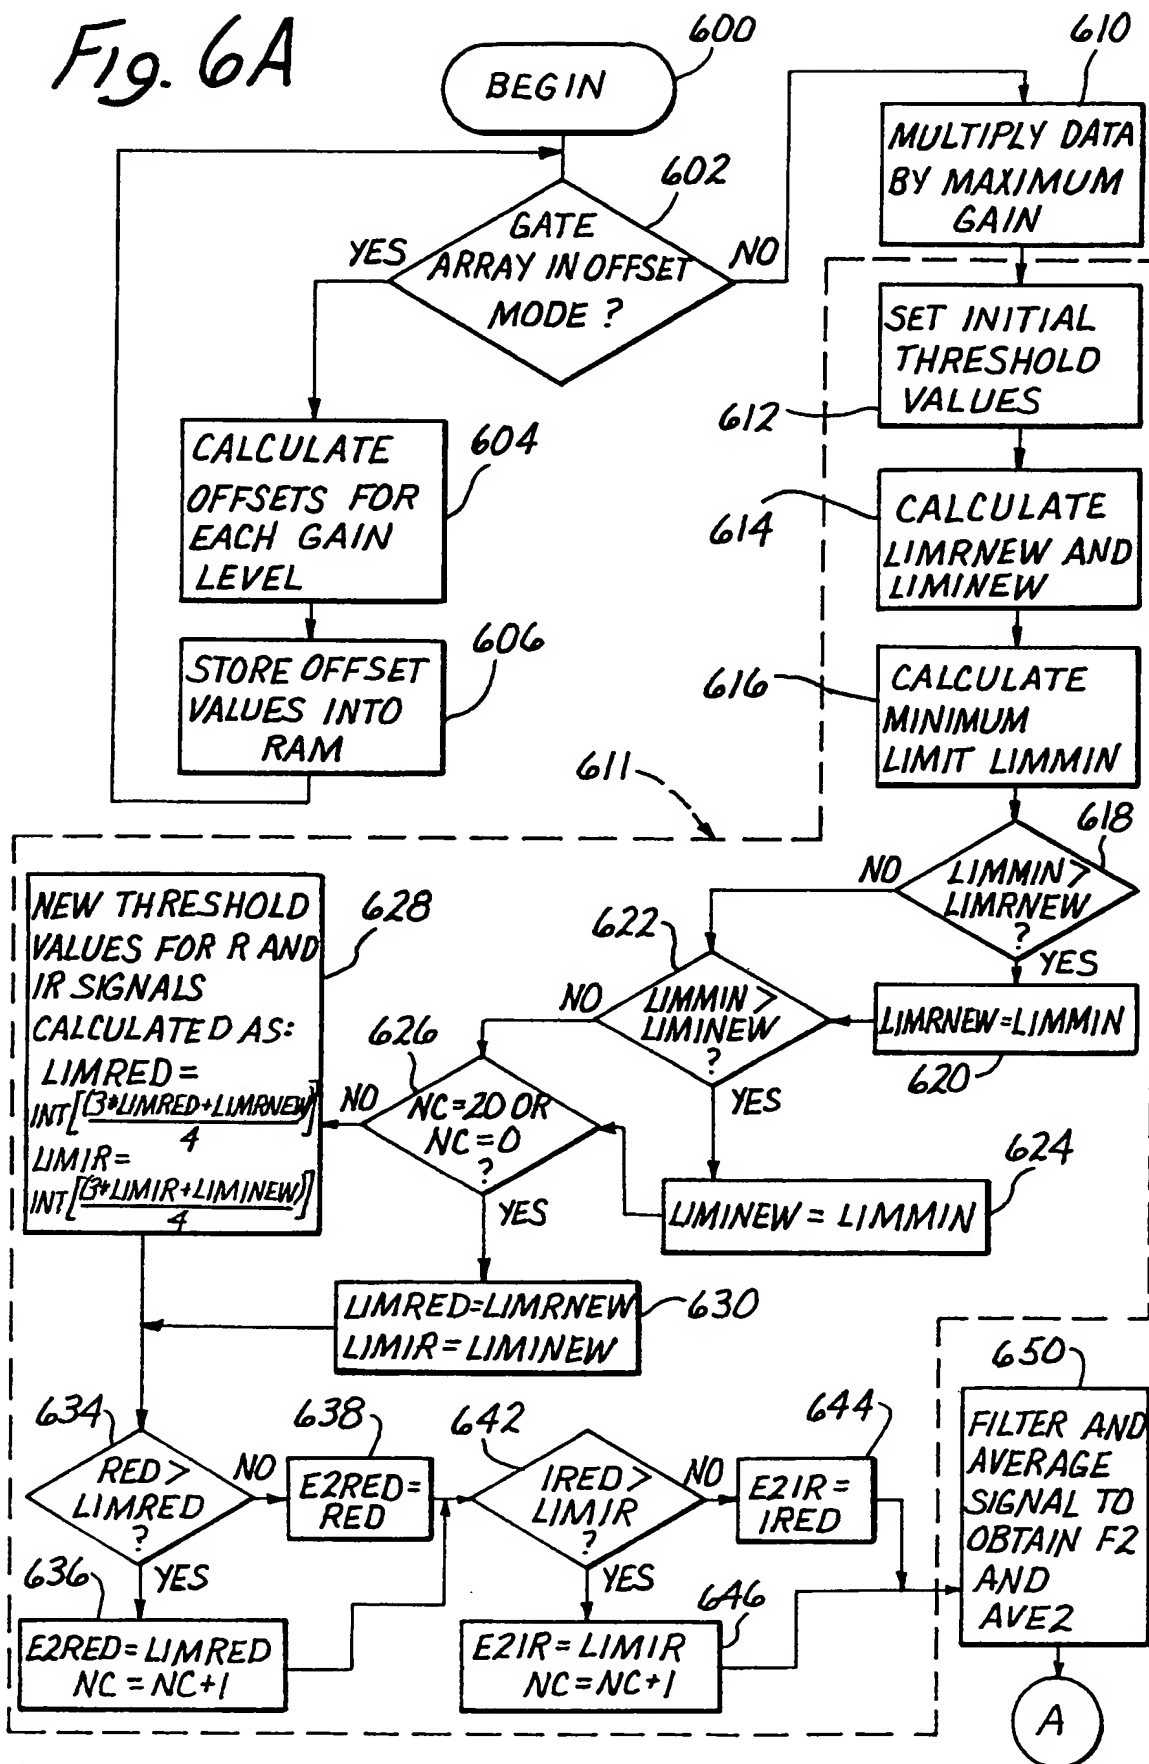 Fig. 6A
600
BEGIN
602
GATE
ARRAY IN OFFSET
MODE ?
YES
NO
604
CALCULATE
OFFSETS FOR
EACH GAIN
LEVEL
606
STORE OFFSET
VALUES INTO
RAM
610
MULTIPLY DATA
BY MAXIMUM
GAIN
611
612
SET INITIAL
THRESHOLD
VALUES
614
CALCULATE
LIMRNEW AND
LIMINEW
616
CALCULATE
MINIMUM
LIMIT LIMMIN
618
LIMMIN >
LIMRNEW
?
NO
YES
LIMRNEW=LIMMIN
620
622
LIMMIN >
LIMINEW
?
NO
YES
624
LIMINEW = LIMMIN
626
NC=20 OR
NC=0
?
NO
YES
628
NEW THRESHOLD
VALUES FOR R AND
IR SIGNALS
CALCULATED AS:
LIMRED =
INT[(3*LIMRED+LIMRNEW)]
4
LIMIR =
INT[(3*LIMIR+LIMINEW)]
4
LIMRED=LIMRNEW
LIMIR=LIMINEW
630
634
RED >
LIMRED
?
NO
YES
636
E2RED=LIMRED
NC=NC+1
638
E2RED=
RED
642
IRED >
LIMIR
?
NO
YES
644
E2IR=
IRED
646
E2IR=LIMIR
NC=NC+1
650
FILTER AND
AVERAGE
SIGNAL TO
OBTAIN F2
AND
AVE2
A